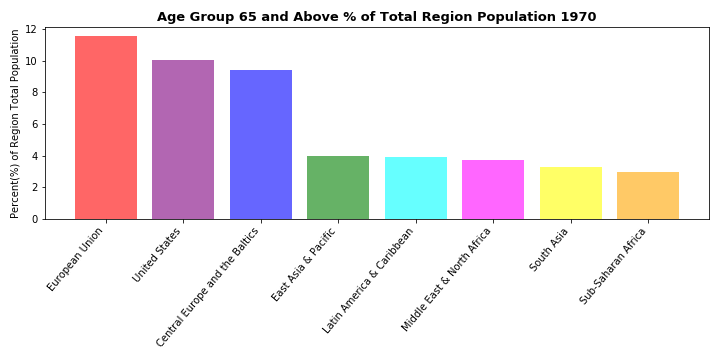 Age Group 65 and Above % of Total Region Population 1970
Percent(%) of Region Total Population
12
10
8
6
4
2
0
European Union
United States
Central Europe and the Baltics
East Asia & Pacific
Latin America & Caribbean
Middle East & North Africa
South Asia
Sub-Saharan Africa